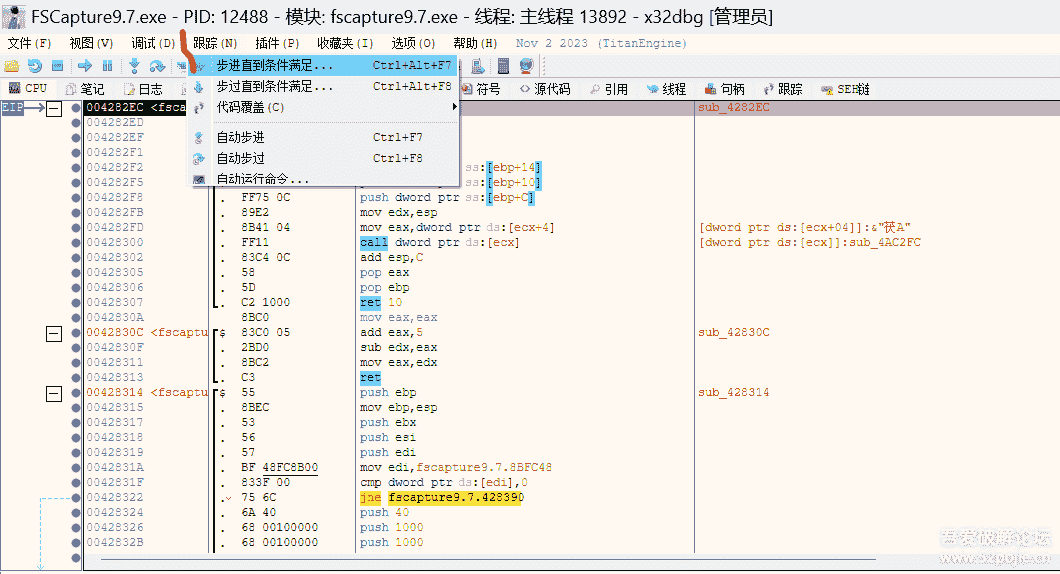 FSCapture9.7.exe - PID: 12488 - 模块: fscapture9.7.exe - 线程: 主线程 13892 - x32dbg [管理员]
文件(F) 视图(V) 调试(D) 跟踪(N) 插件(P) 收藏夹(I) 选项(O) 帮助(H) Nov 2 2023 (TitanEngine)
步进直到条件满足... Ctrl+Alt+F7
步过直到条件满足... Ctrl+Alt+F8
代码覆盖(C)
自动步进 Ctrl+F7
自动步过 Ctrl+F8
自动运行命令...
CPU 笔记 日志 符号 源代码 引用 线程 句柄 跟踪 SEH链
EIP 004282EC <fsca sub_4282EC
004282ED
004282EF
004282F1
004282F2 ss:[ebp+14]
004282F5 ss:[ebp+10]
004282F8 . FF75 0C push dword ptr ss:[ebp+C]
004282FB . 89E2 mov edx,esp
004282FD . 8B41 04 mov eax,dword ptr ds:[ecx+4] [dword ptr ds:[ecx+04]]:&"茯A"
00428300 . FF11 call dword ptr ds:[ecx] [dword ptr ds:[ecx]]:sub_4AC2FC
00428302 . 83C4 0C add esp,C
00428305 . 58 pop eax
00428306 . 5D pop ebp
00428307 . C2 1000 ret 10
0042830A 8BC0 mov eax,eax
0042830C <fscaptu $ 83C0 05 add eax,5 sub_42830C
0042830F . 2BD0 sub edx,eax
00428311 . 8BC2 mov eax,edx
00428313 . C3 ret
00428314 <fscaptu $ 55 push ebp sub_428314
00428315 . 8BEC mov ebp,esp
00428317 . 53 push ebx
00428318 . 56 push esi
00428319 . 57 push edi
0042831A . BF 48FC8B00 mov edi,fscapture9.7.8BFC48
0042831F . 833F 00 cmp dword ptr ds:[edi],0
00428322 . 75 6C jne fscapture9.7.428390
00428324 . 6A 40 push 40
00428326 . 68 00100000 push 1000
0042832B . 68 00100000 push 1000
吾爱破解论坛
www.52pojie.cn